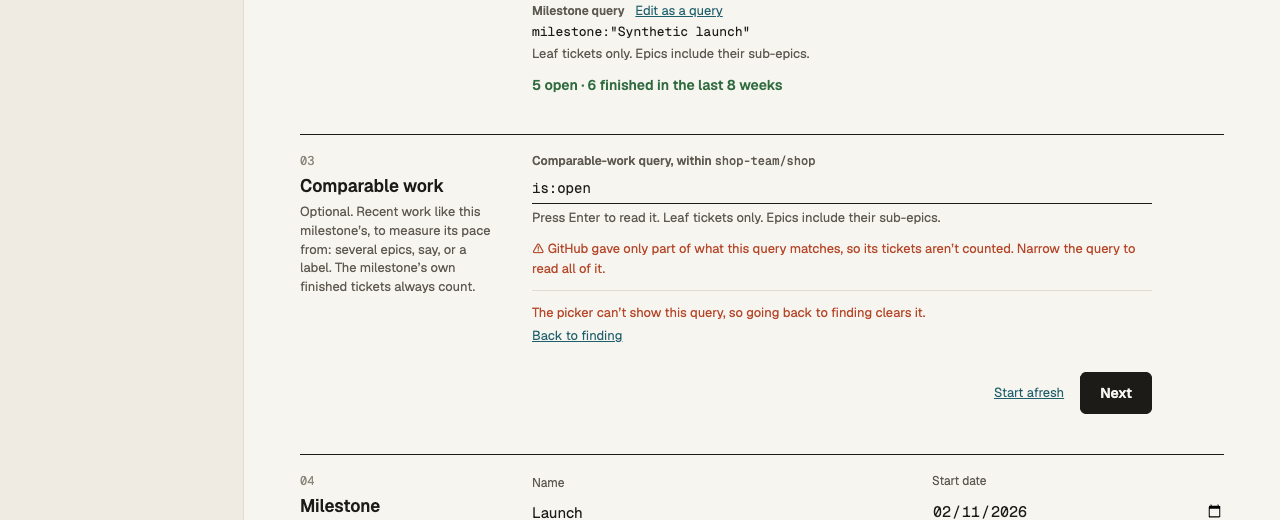 Milestone query Edit as a query
milestone:"Synthetic launch"
Leaf tickets only. Epics include their sub-epics.
5 open · 6 finished in the last 8 weeks
03
Comparable work
Optional. Recent work like this
milestone's, to measure its pace
from: several epics, say, or a
label. The milestone's own
finished tickets always count.
Comparable-work query, within shop-team/shop
is:open
Press Enter to read it. Leaf tickets only. Epics include their sub-epics.
⚠ GitHub gave only part of what this query matches, so its tickets aren't counted. Narrow the query to
read all of it.
The picker can't show this query, so going back to finding clears it.
Back to finding
Start afresh Next
04
Milestone
Name
Launch
Start date
02/11/2026